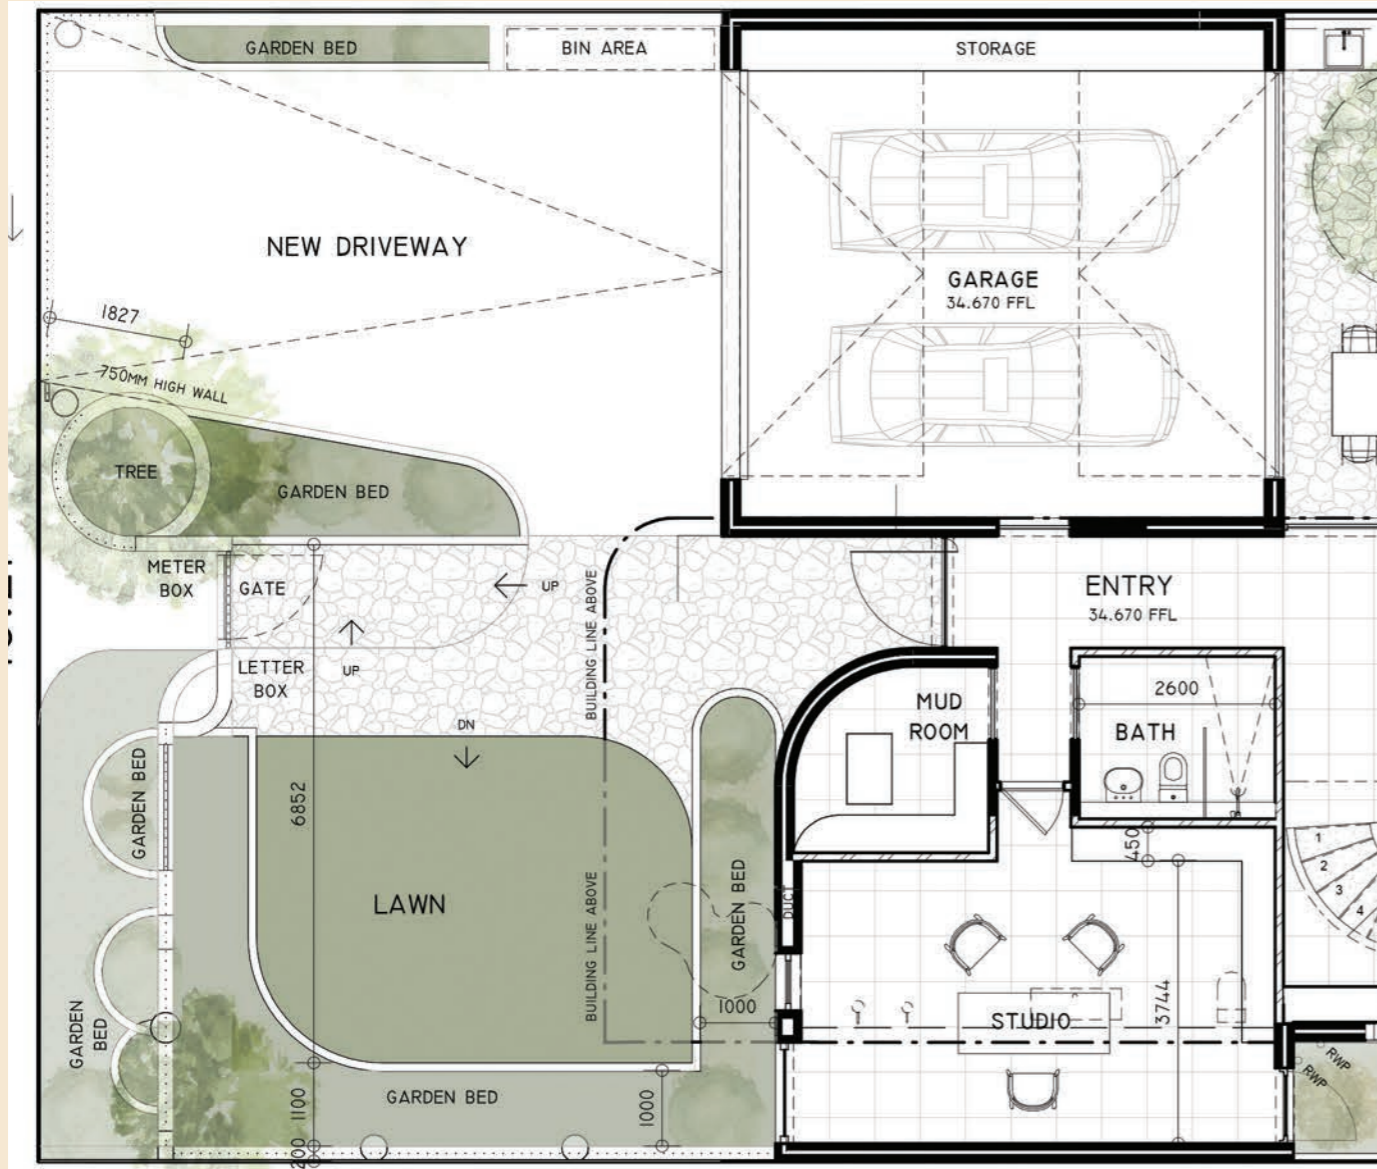 GARDEN BED
BIN AREA
STORAGE
NEW DRIVEWAY
GARAGE
34.670 FFL
1827
750MM HIGH WALL
TREE
GARDEN BED
METER
BOX
GATE
UP
BUILDING LINE ABOVE
ENTRY
34.670 FFL
LETTER
BOX
UP
MUD
ROOM
2600
BATH
DN
GARDEN BED
6852
450
1
2
3
4
LAWN
BUILDING LINE ABOVE
GARDEN BED
DUCT
1000
3744
STUDIO
GARDEN
BED
RWP
RWP
GARDEN BED
1100
1000
200